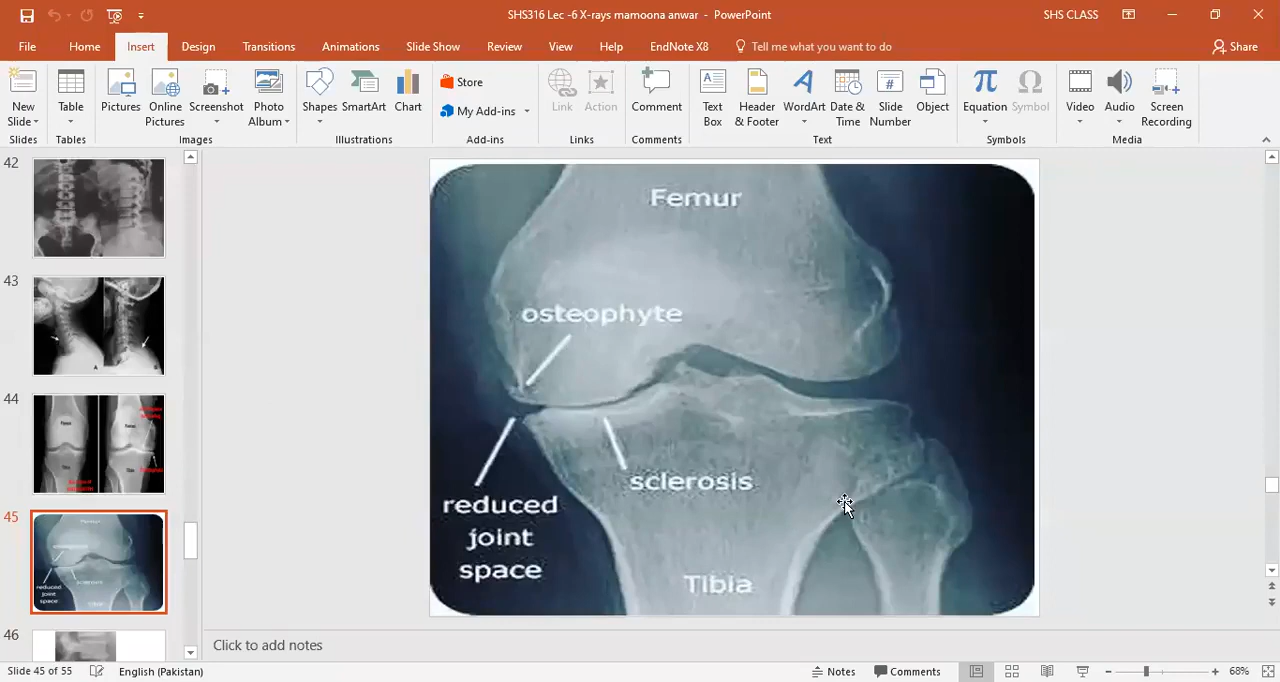 SHS316 Lec -6 X-rays mamoona anwar - PowerPoint
SHS CLASS
File Home Insert Design Transitions Animations Slide Show Review View Help EndNote X8 Tell me what you want to do Share
New Slide
Table
Pictures
Online Pictures
Screenshot
Photo Album
Shapes
SmartArt
Chart
Store
My Add-ins
Link
Action
Comment
Text Box
Header & Footer
WordArt
Date & Time
Slide Number
Object
Equation
Symbol
Video
Audio
Screen Recording
Slides Tables Images Illustrations Add-ins Links Comments Text Symbols Media
42
43
44
45
46
Femur
osteophyte
sclerosis
reduced
joint
space
Tibia
Click to add notes
Slide 45 of 55 English (Pakistan) Notes Comments 68%